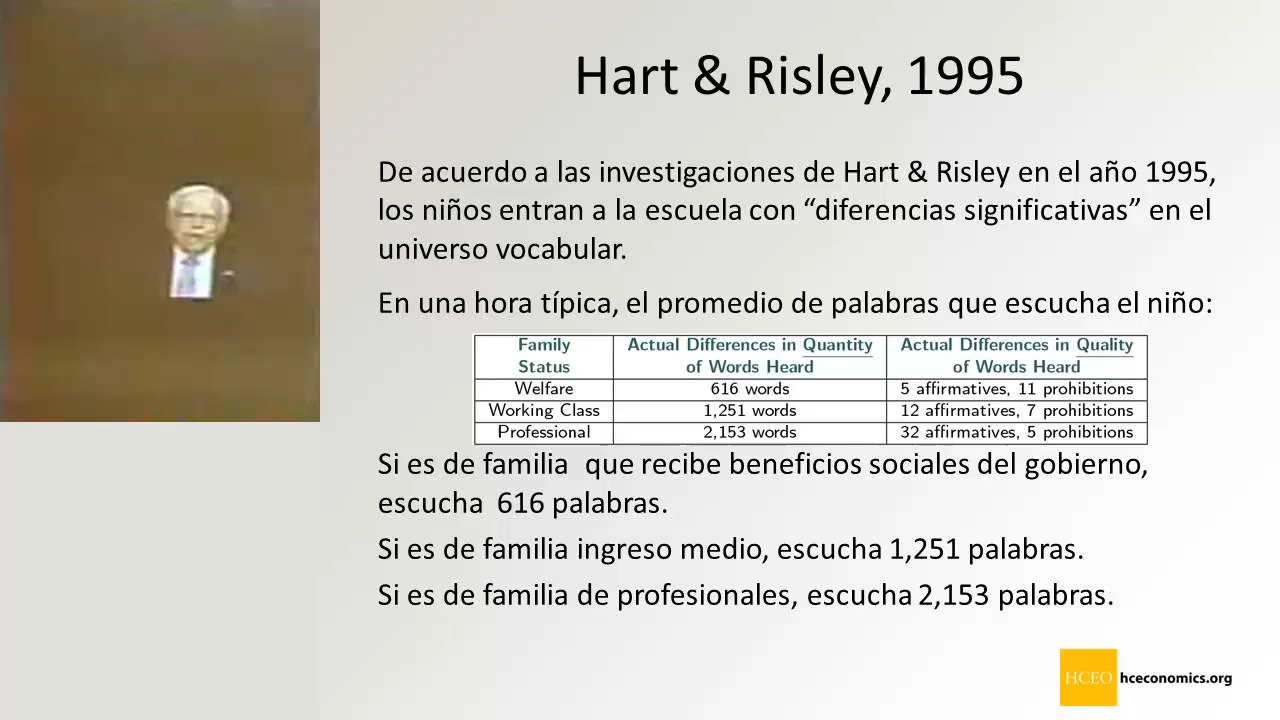 Hart & Risley, 1995
De acuerdo a las investigaciones de Hart & Risley en el año 1995,
los niños entran a la escuela con “diferencias significativas” en el
universo vocabular.
En una hora típica, el promedio de palabras que escucha el niño:
Family Status Actual Differences in Quantity of Words Heard Actual Differences in Quality of Words Heard
Welfare 616 words 5 affirmatives, 11 prohibitions
Working Class 1,251 words 12 affirmatives, 7 prohibitions
Professional 2,153 words 32 affirmatives, 5 prohibitions
Si es de familia que recibe beneficios sociales del gobierno,
escucha 616 palabras.
Si es de familia ingreso medio, escucha 1,251 palabras.
Si es de familia de profesionales, escucha 2,153 palabras.
HCEO hceconomics.org